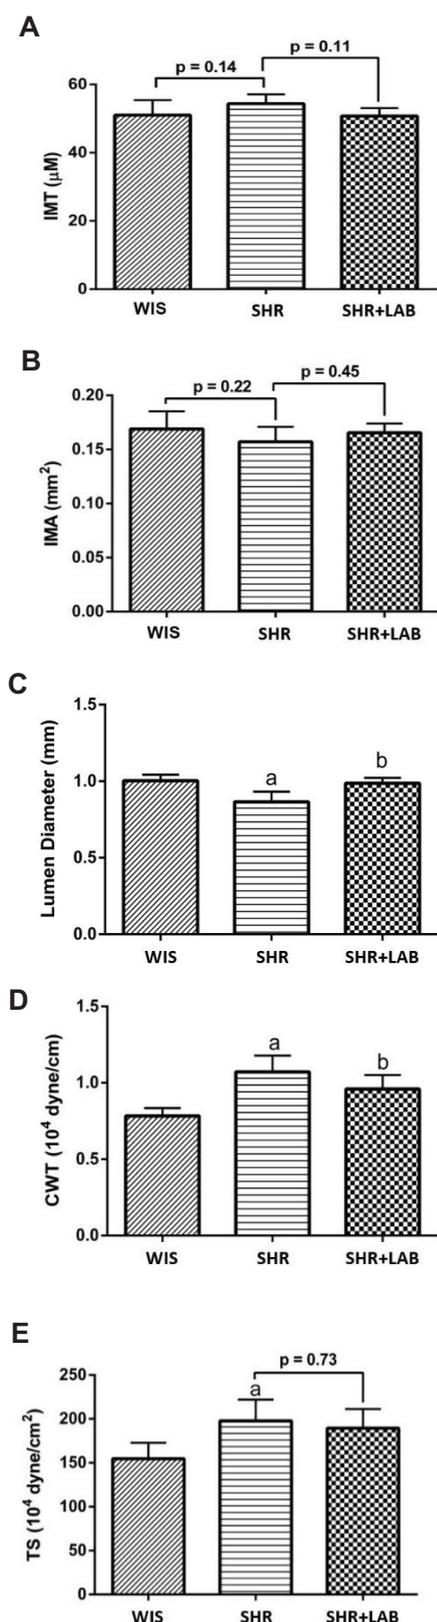 A
p = 0.14
p = 0.11
60
40
20
0
IMT (μM)
WIS
SHR
SHR+LAB
B
p = 0.22
p = 0.45
0.20
0.15
0.10
0.05
0.00
IMA (mm²)
WIS
SHR
SHR+LAB
C
1.5
1.0
0.5
0.0
Lumen Diameter (mm)
a
b
WIS
SHR
SHR+LAB
D
1.5
1.0
0.5
0.0
CWT (10⁴ dyne/cm)
a
b
WIS
SHR
SHR+LAB
E
p = 0.73
250
200
150
100
50
0
TS (10⁴ dyne/cm²)
a
WIS
SHR
SHR+LAB